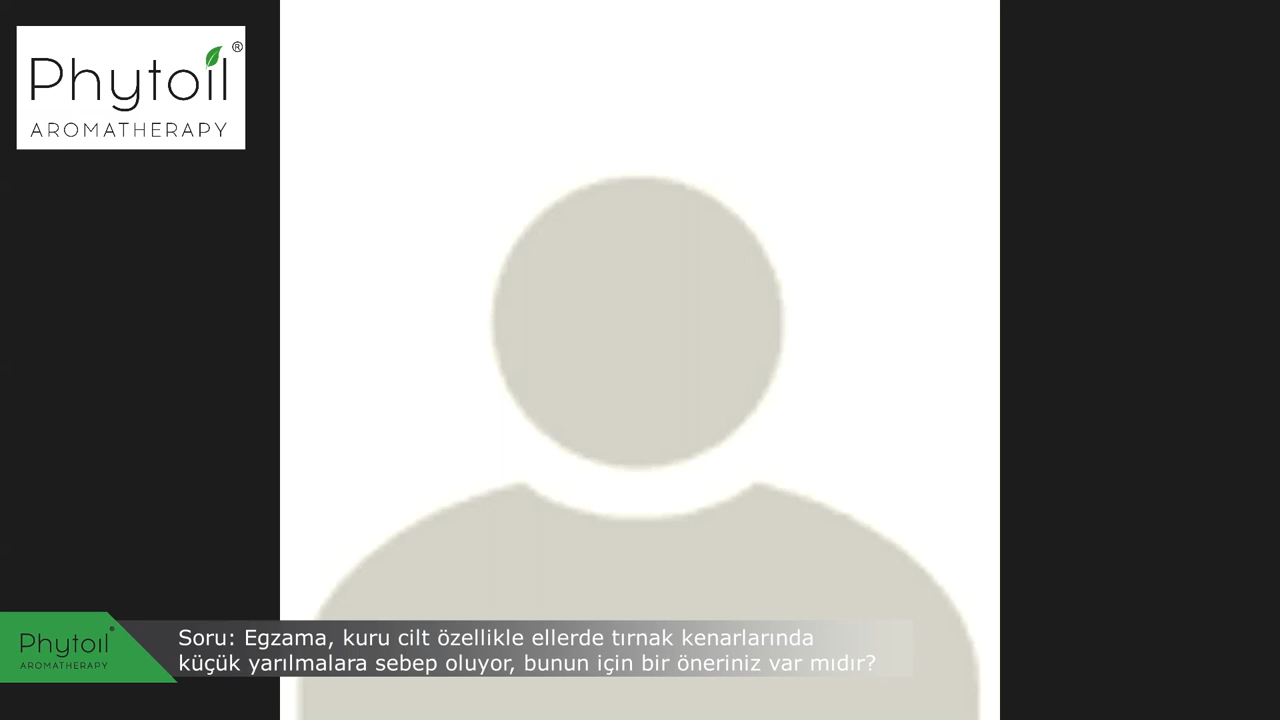 Phytoil®
AROMATHERAPY
Phytoil®
AROMATHERAPY
Soru: Egzama, kuru cilt özellikle ellerde tırnak kenarlarında
küçük yarılmalara sebep oluyor, bunun için bir öneriniz var mıdır?